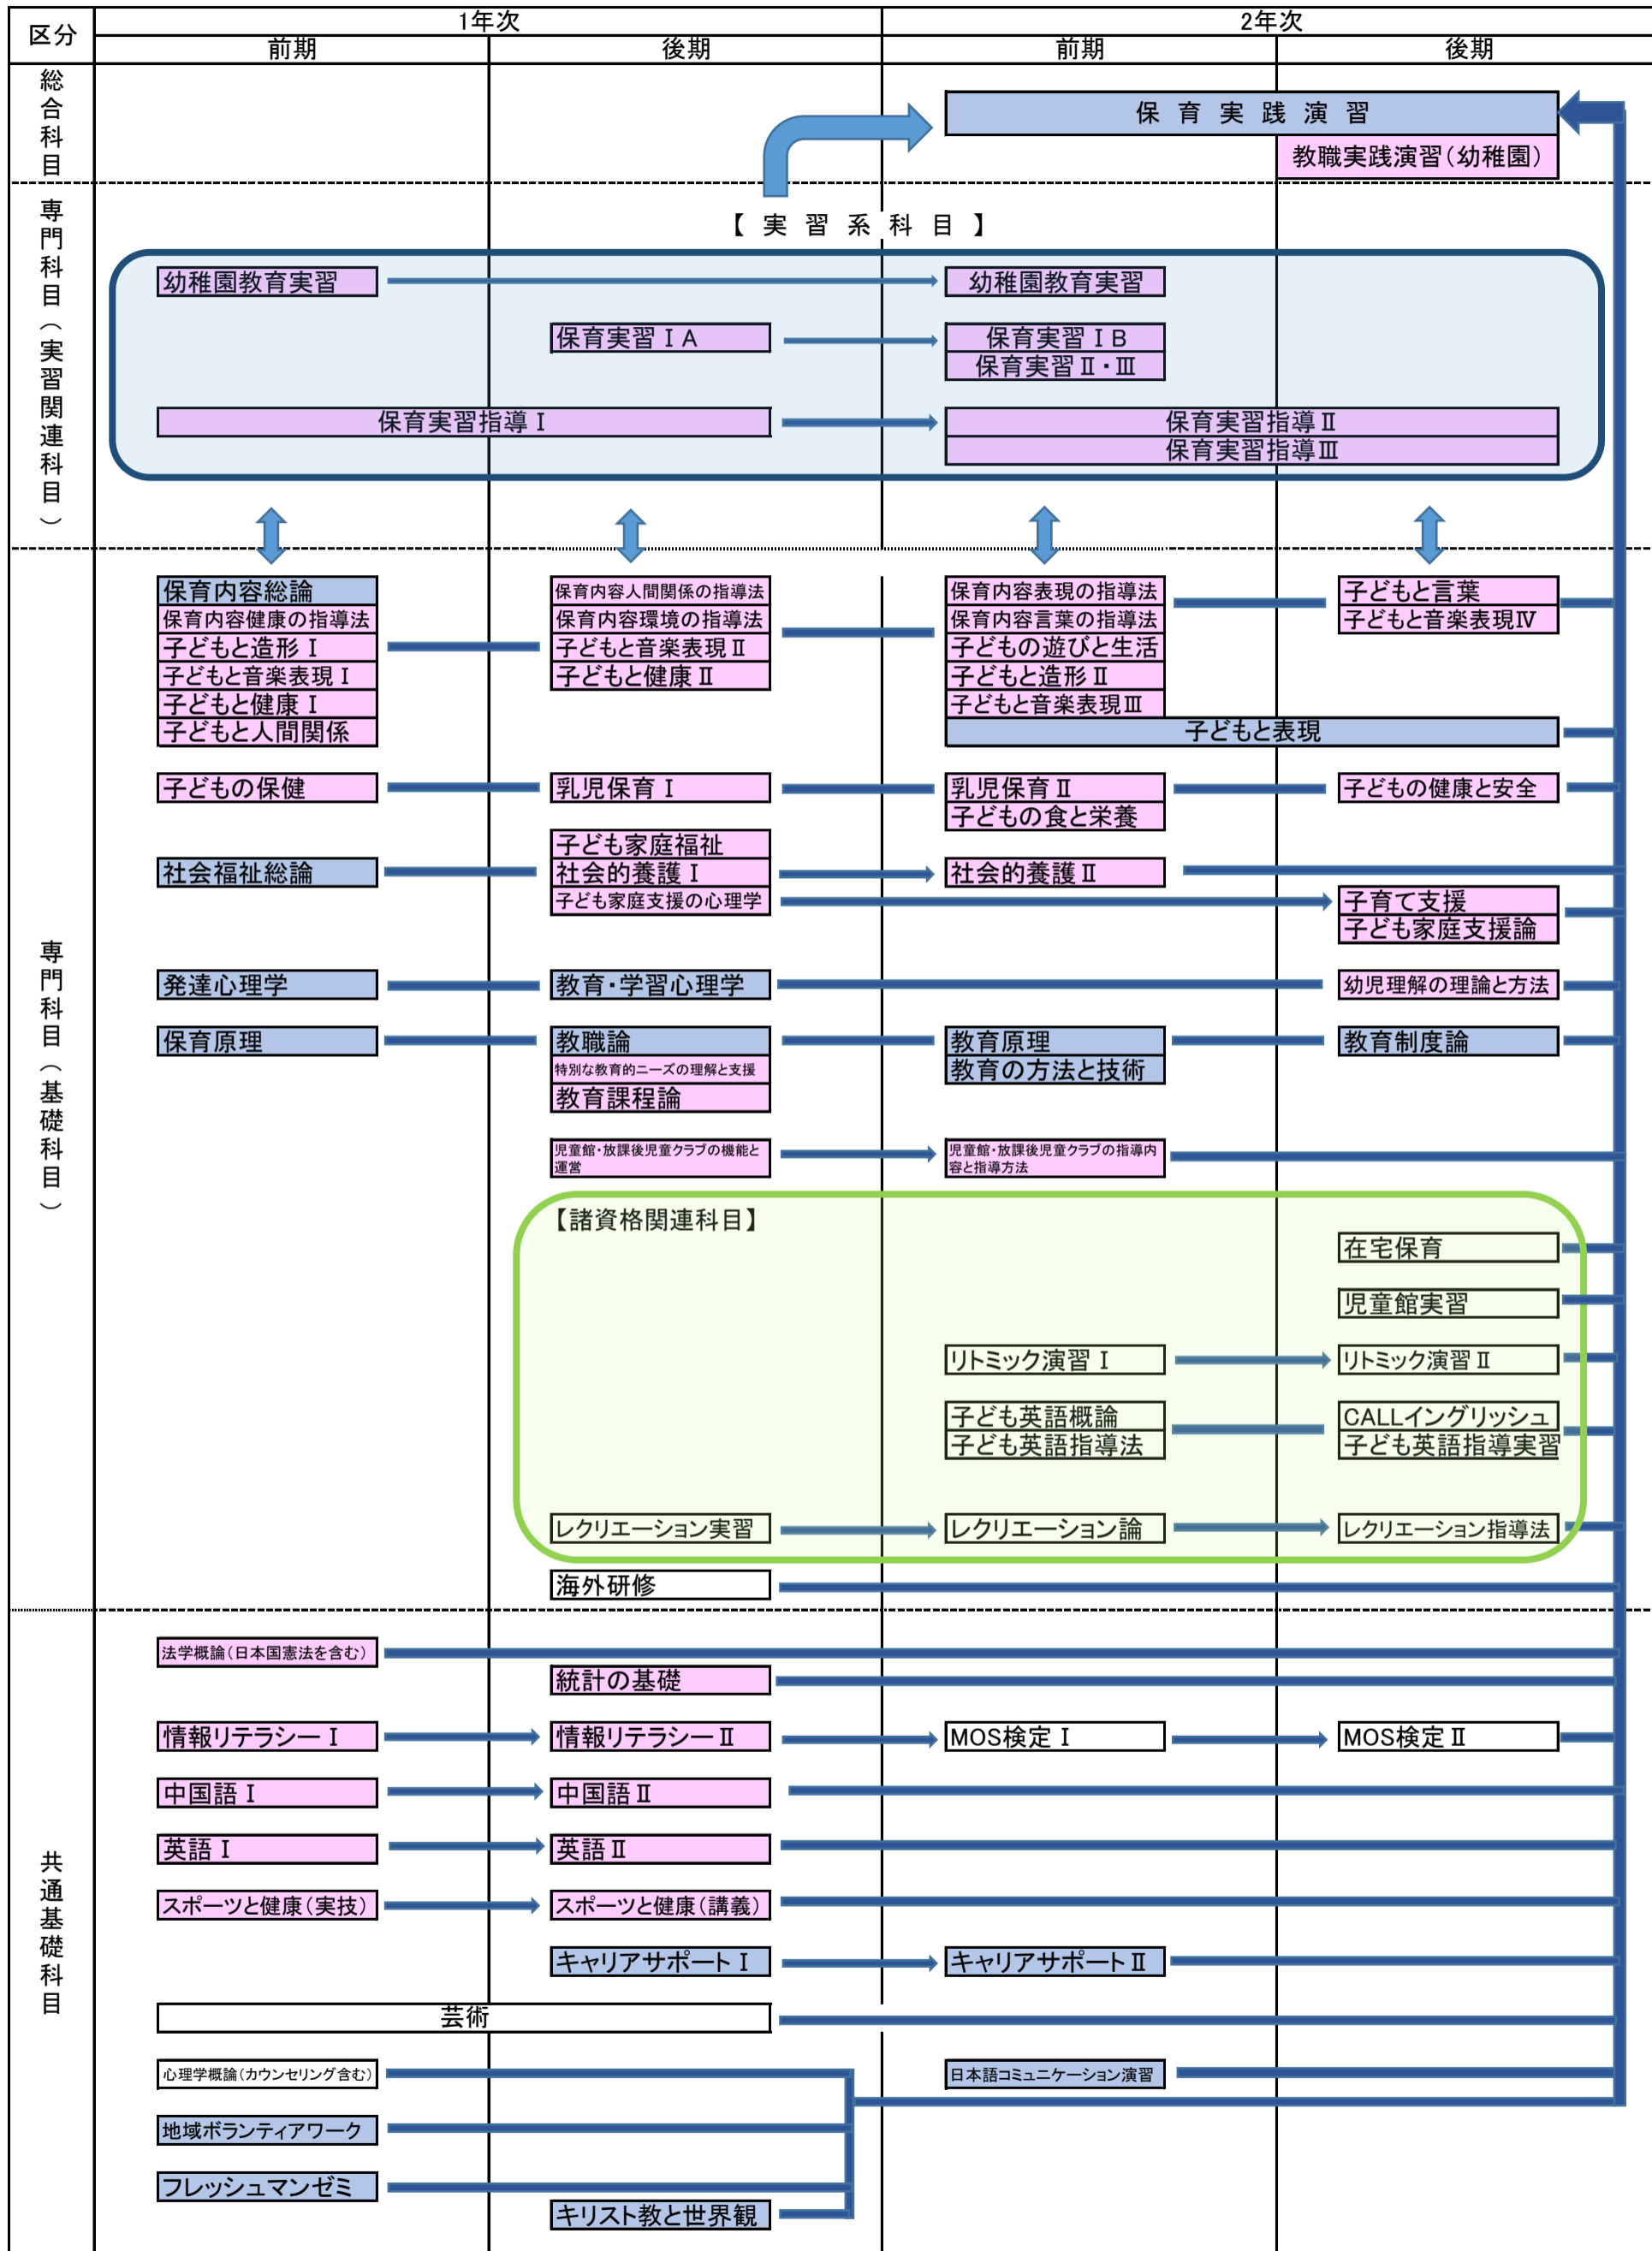 区分
1年次
2年次
前期
後期
前期
後期
総合科目
保育実践演習
教職実践演習(幼稚園)
専門科目(実習関連科目)
【実習系科目】
幼稚園教育実習
幼稚園教育実習
保育実習ⅠA
保育実習ⅠB
保育実習Ⅱ・Ⅲ
保育実習指導Ⅰ
保育実習指導Ⅱ
保育実習指導Ⅲ
専門科目(基礎科目)
保育内容総論
保育内容健康の指導法
子どもと造形Ⅰ
子どもと音楽表現Ⅰ
子どもと健康Ⅰ
子どもと人間関係
保育内容人間関係の指導法
保育内容環境の指導法
子どもと音楽表現Ⅱ
子どもと健康Ⅱ
保育内容表現の指導法
保育内容言葉の指導法
子どもの遊びと生活
子どもと造形Ⅱ
子どもと音楽表現Ⅲ
子どもと言葉
子どもと音楽表現Ⅳ
子どもと表現
子どもの保健
乳児保育Ⅰ
乳児保育Ⅱ
子どもの食と栄養
子どもの健康と安全
社会福祉総論
子ども家庭福祉
社会的養護Ⅰ
子ども家庭支援の心理学
社会的養護Ⅱ
子育て支援
子ども家庭支援論
発達心理学
教育・学習心理学
幼児理解の理論と方法
保育原理
教職論
特別な教育的ニーズの理解と支援
教育課程論
教育原理
教育の方法と技術
教育制度論
児童館・放課後児童クラブの機能と
運営
児童館・放課後児童クラブの指導内
容と指導方法
【諸資格関連科目】
在宅保育
児童館実習
リトミック演習Ⅰ
リトミック演習Ⅱ
子ども英語概論
子ども英語指導法
CALLイングリッシュ
子ども英語指導実習
レクリエーション実習
レクリエーション論
レクリエーション指導法
海外研修
共通基礎科目
法学概論(日本国憲法を含む)
統計の基礎
情報リテラシーⅠ
情報リテラシーⅡ
MOS検定Ⅰ
MOS検定Ⅱ
中国語Ⅰ
中国語Ⅱ
英語Ⅰ
英語Ⅱ
スポーツと健康(実技)
スポーツと健康(講義)
キャリアサポートⅠ
キャリアサポートⅡ
芸術
心理学概論(カウンセリング含む)
日本語コミュニケーション演習
地域ボランティアワーク
フレッシュマンゼミ
キリスト教と世界観